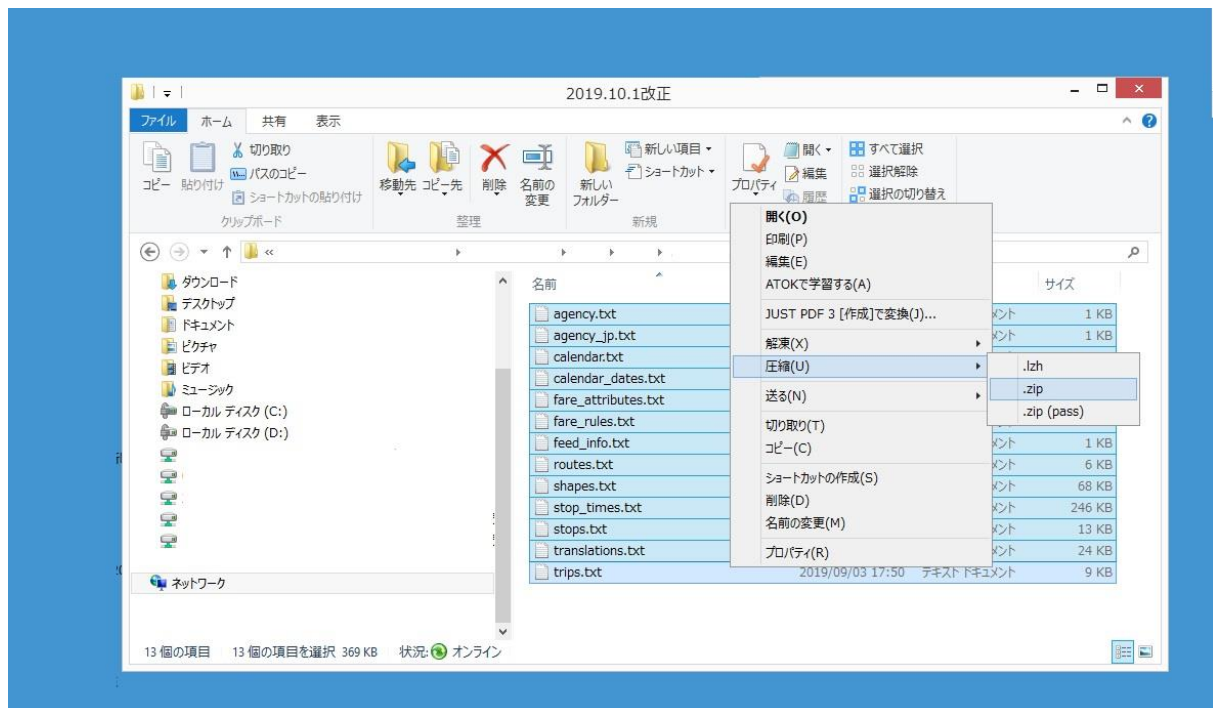 2019.10.1改正
ファイル ホーム 共有 表示
コピー 貼り付け 切り取り
パスのコピー
ショートカットの貼り付け
クリップボード
移動先 コピー先 削除 名前の変更
整理
新しいフォルダー
新しい項目
ショートカット
新規
プロパティ 開く
編集
履歴
すべて選択
選択解除
選択の切り替え
ダウンロード
デスクトップ
ドキュメント
ピクチャ
ビデオ
ミュージック
ローカル ディスク (C:)
ローカル ディスク (D:)
ネットワーク
名前 サイズ
agency.txt 1 KB
agency_jp.txt 1 KB
calendar.txt
calendar_dates.txt
fare_attributes.txt
fare_rules.txt
feed_info.txt 1 KB
routes.txt 6 KB
shapes.txt 68 KB
stop_times.txt 246 KB
stops.txt 13 KB
translations.txt 24 KB
trips.txt 2019/09/03 17:50 テキスト ドキュメント 9 KB
開く(O)
印刷(P)
編集(E)
ATOKで学習する(A)
JUST PDF 3 [作成]で変換(J)...
解凍(X)
圧縮(U)
送る(N)
切り取り(T)
コピー(C)
ショートカットの作成(S)
削除(D)
名前の変更(M)
プロパティ(R)
.lzh
.zip
.zip (pass)
13 個の項目 13 個の項目を選択 369 KB 状況: オンライン